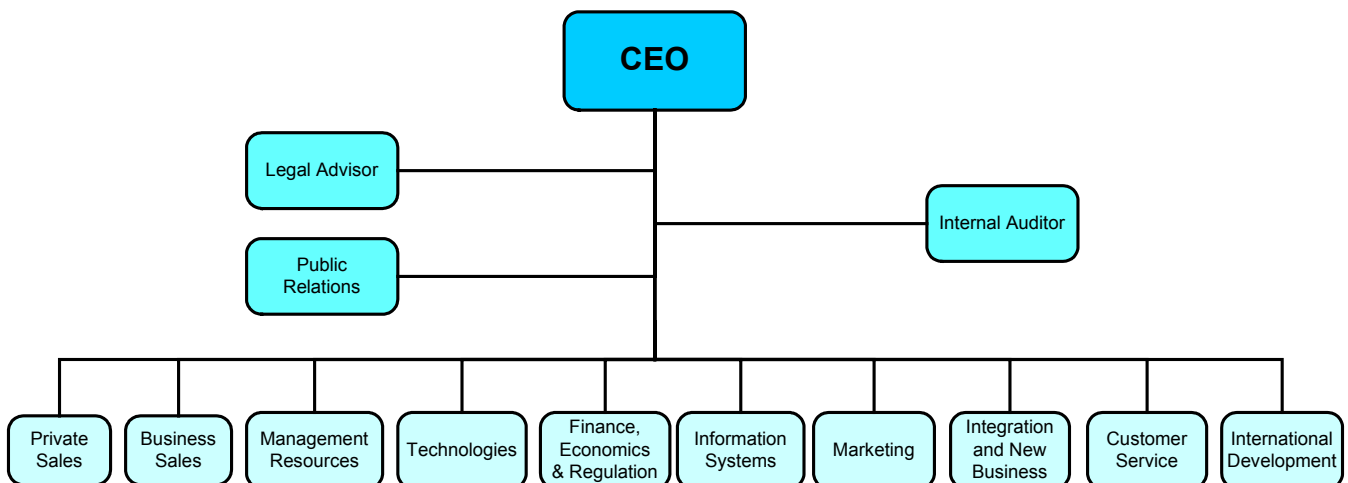 CEO
Legal Advisor
Internal Auditor
Public
Relations
Private
Sales
Business
Sales
Management
Resources
Technologies
Finance,
Economics
& Regulation
Information
Systems
Marketing
Integration
and New
Business
Customer
Service
International
Development